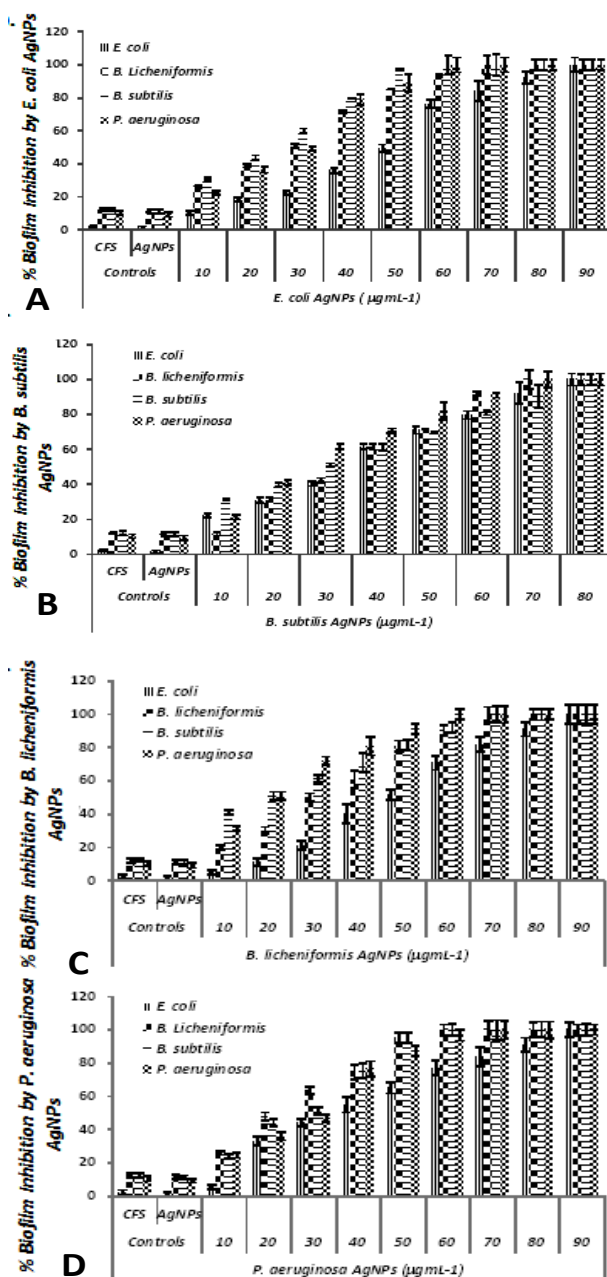 % Biofilm inhibition by E. coli AgNPs
120
100
80
60
40
20
0
E. coli
B. Licheniformis
B. subtilis
P. aeruginosa
CFS AgNPs 10 20 30 40 50 60 70 80 90
Controls
E. coli AgNPs ( µgmL-1)
A
% Biofilm inhibition by B. subtilis
AgNPs
120
100
80
60
40
20
0
E. coli
B. licheniformis
B. subtilis
P. aeruginosa
CFS AgNPs 10 20 30 40 50 60 70 80
Controls
B. subtilis AgNPs (µgmL-1)
B
% Biofilm inhibition by B. licheniformis
AgNPs
120
100
80
60
40
20
0
E. coli
B. licheniformis
B. subtilis
P. aeruginosa
CFS AgNPs 10 20 30 40 50 60 70 80 90
Controls
B. licheniformis AgNPs (µgmL-1)
C
% Biofilm inhibition by P. aeruginosa
AgNPs
120
100
80
60
40
20
0
E. coli
B. Licheniformis
B. subtilis
P. aeruginosa
CFS AgNPs 10 20 30 40 50 60 70 80 90
Controls
P. aeruginosa AgNPs (µgmL-1)
D